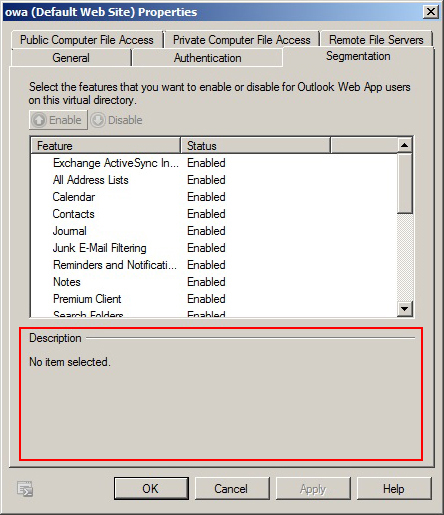 owa (Default Web Site) Properties
Public Computer File Access Private Computer File Access Remote File Servers
General Authentication Segmentation
Select the features that you want to enable or disable for Outlook Web App users
on this virtual directory.
Enable Disable
Feature Status
Exchange ActiveSync In... Enabled
All Address Lists Enabled
Calendar Enabled
Contacts Enabled
Journal Enabled
Junk E-Mail Filtering Enabled
Reminders and Notificati... Enabled
Notes Enabled
Premium Client Enabled
Search Folders Enabled
Description
No item selected.
OK Cancel Apply Help